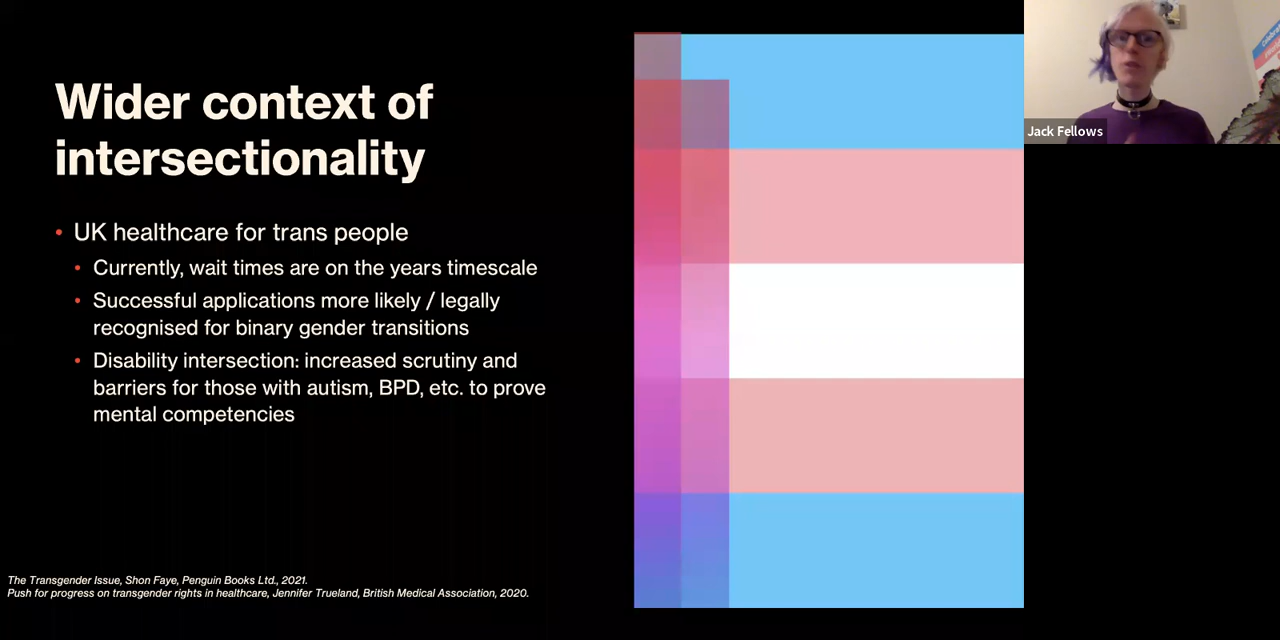 Wider context of
intersectionality
• UK healthcare for trans people
• Currently, wait times are on the years timescale
• Successful applications more likely / legally
recognised for binary gender transitions
• Disability intersection: increased scrutiny and
barriers for those with autism, BPD, etc. to prove
mental competencies
The Transgender Issue, Shon Faye, Penguin Books Ltd., 2021.
Push for progress on transgender rights in healthcare, Jennifer Trueland, British Medical Association, 2020.
Jack Fellows